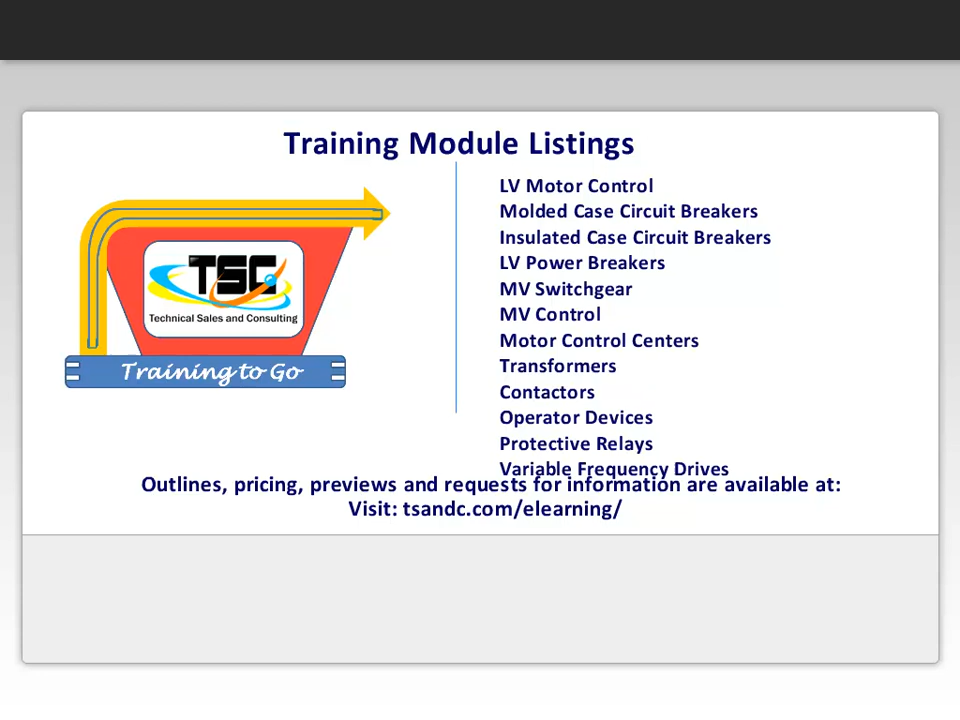 Training Module Listings
TSC
Technical Sales and Consulting
Training to Go
LV Motor Control
Molded Case Circuit Breakers
Insulated Case Circuit Breakers
LV Power Breakers
MV Switchgear
MV Control
Motor Control Centers
Transformers
Contactors
Operator Devices
Protective Relays
Variable Frequency Drives
Outlines, pricing, previews and requests for information are available at:
Visit: tsandc.com/elearning/